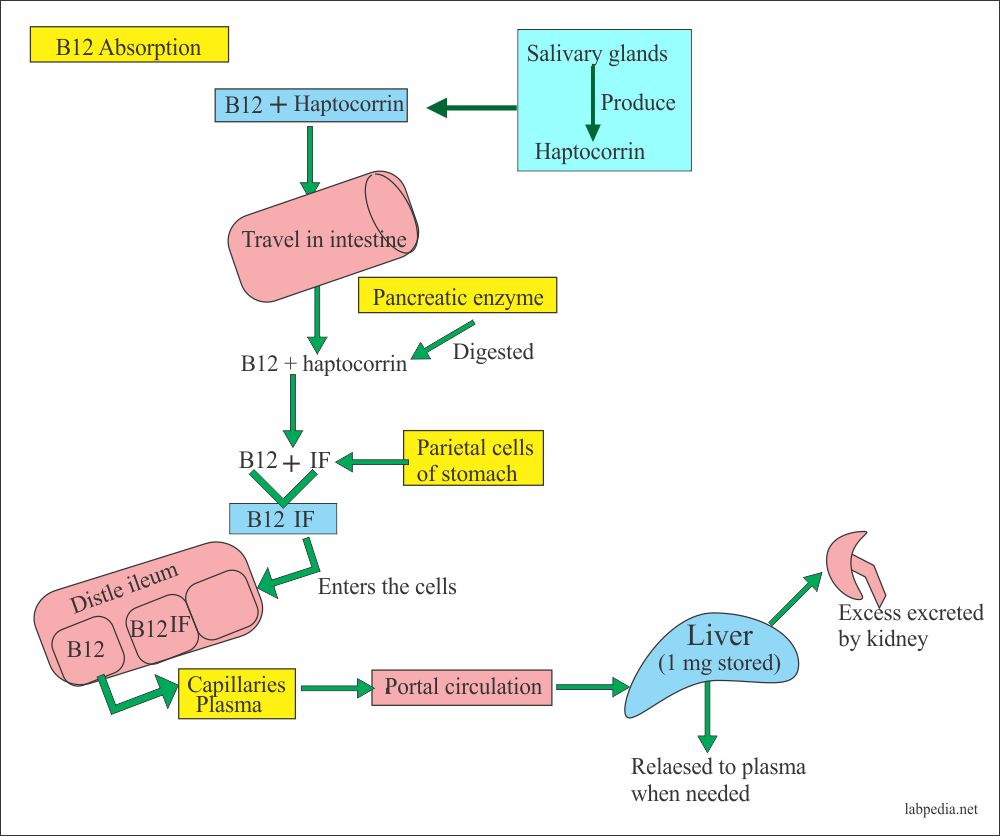 B12 Absorption
Salivary glands
Produce
Haptocorrin
B12 + Haptocorrin
Travel in intestine
Pancreatic enzyme
Digested
B12 + haptocorrin
B12 + IF
Parietal cells
of stomach
B12 IF
Enters the cells
Distle ileum
B12
B12 IF
Capillaries
Plasma
Portal circulation
Liver
(1 mg stored)
Excess excreted
by kidney
Relaesed to plasma
when needed
labpedia.net